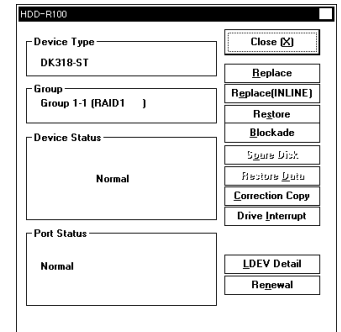 HDD-R100
Device Type
DK318-ST
Group
Group 1-1 (RAID1 )
Device Status
Normal
Port Status
Normal
Close (X)
Replace
Replace(INLINE)
Restore
Blockade
Spare Disk
Restore Data
Correction Copy
Drive Interrupt
LDEV Detail
Renewal